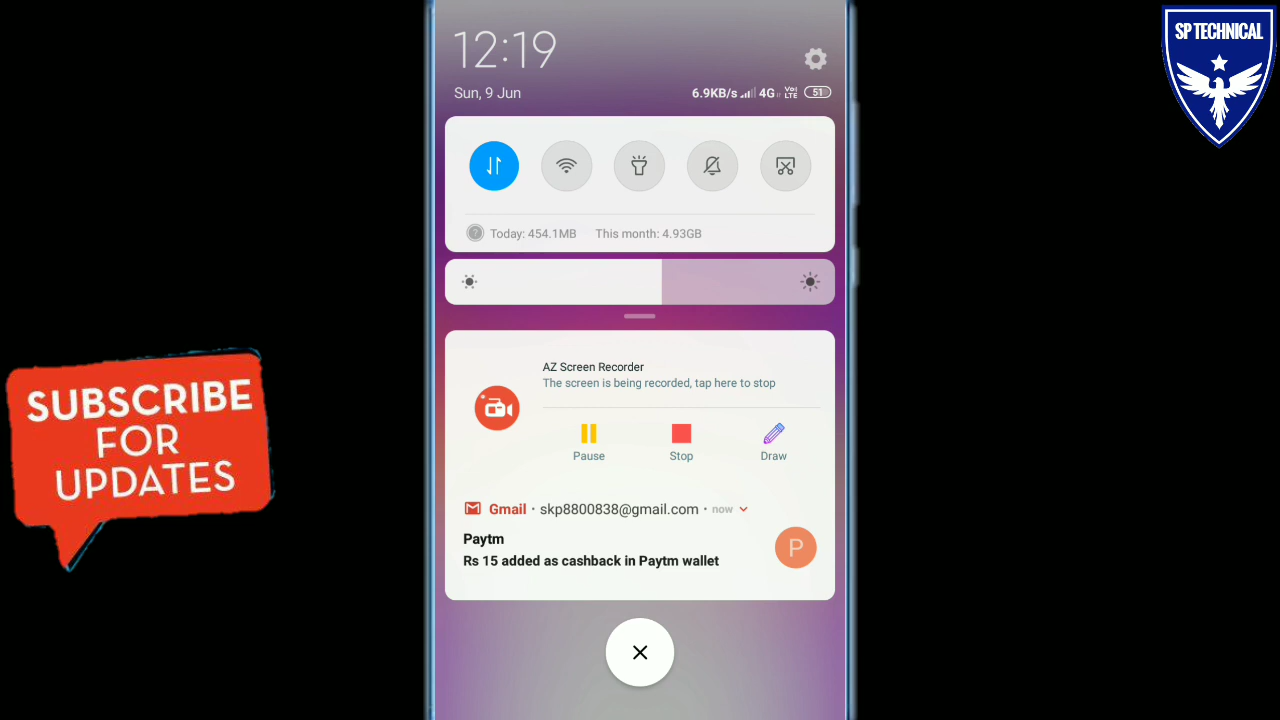 SP TECHNICAL
12:19
Sun, 9 Jun
6.9KB/s 4G Vo) LTE 51
Today: 454.1MB This month: 4.93GB
AZ Screen Recorder
The screen is being recorded, tap here to stop
Pause Stop Draw
Gmail · skp8800838@gmail.com · now
Paytm
Rs 15 added as cashback in Paytm wallet
P
SUBSCRIBE
FOR
UPDATES